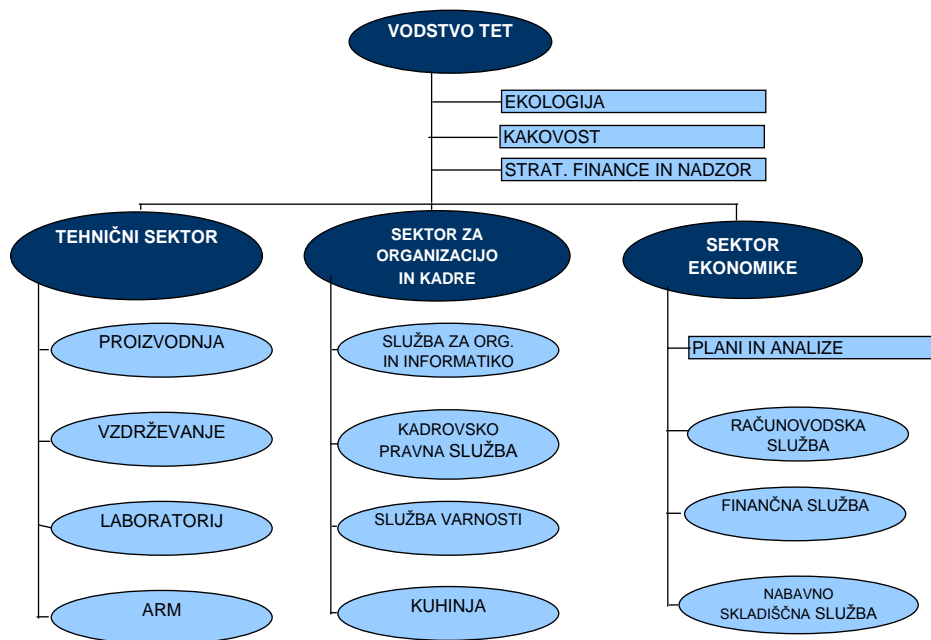 VODSTVO TET
EKOLOGIJA
KAKOVOST
STRAT. FINANCE IN NADZOR
TEHNIČNI SEKTOR
SEKTOR ZA
ORGANIZACIJO
IN KADRE
SEKTOR
EKONOMIKE
PROIZVODNJA
VZDRŽEVANJE
LABORATORIJ
ARM
SLUŽBA ZA ORG.
IN INFORMATIKO
KADROVSKO
PRAVNA SLUŽBA
SLUŽBA VARNOSTI
KUHINJA
PLANI IN ANALIZE
RAČUNOVODSKA
SLUŽBA
FINANČNA SLUŽBA
NABAVNO
SKLADIŠČNA SLUŽBA